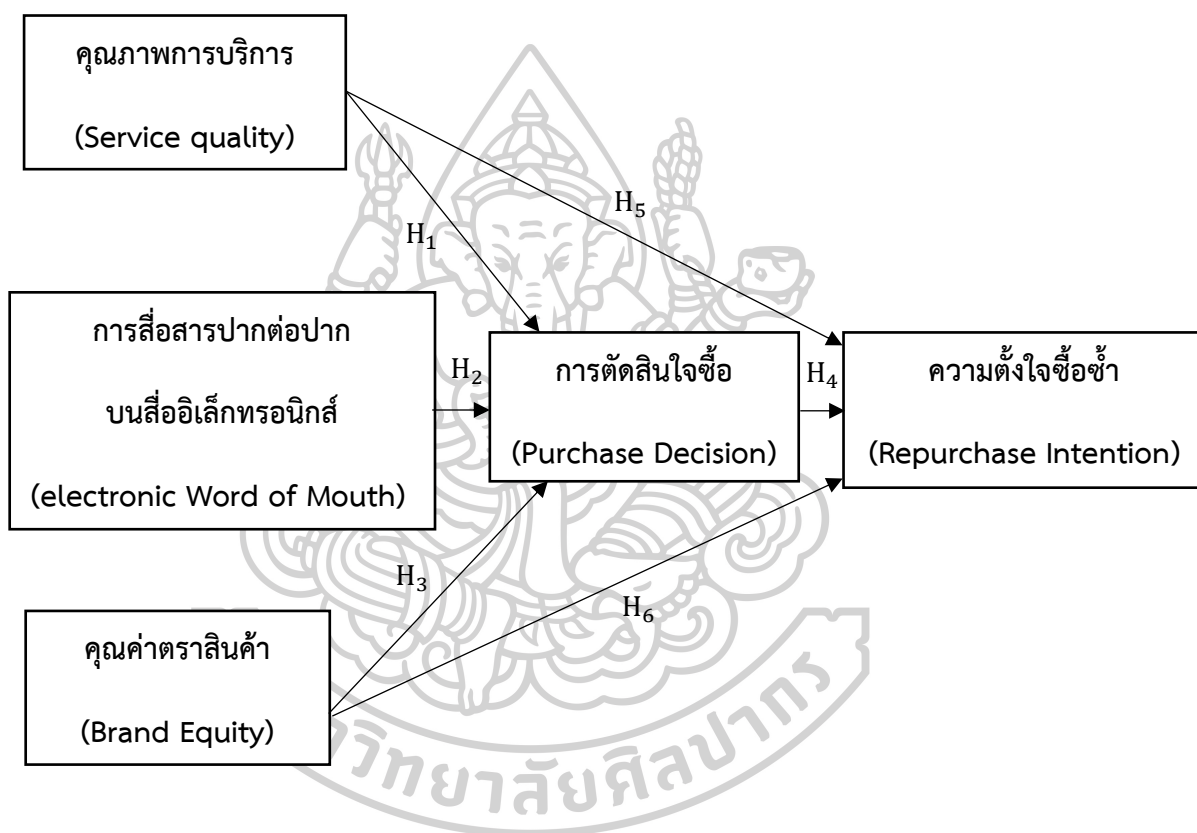 คุณภาพการบริการ
(Service quality)
H₁
H₅
การสื่อสารปากต่อปาก
บนสื่ออิเล็กทรอนิกส์
(electronic Word of Mouth)
H₂
การตัดสินใจซื้อ
(Purchase Decision)
H₄
ความตั้งใจซื้อซ้ำ
(Repurchase Intention)
H₃
H₆
คุณค่าตราสินค้า
(Brand Equity)
วิทยาลัยศิลปากร